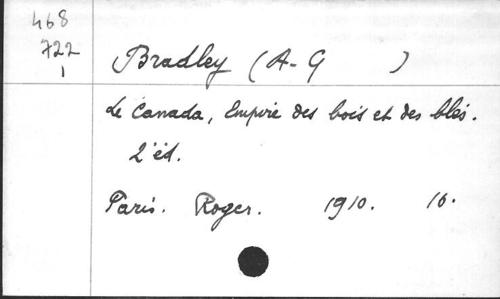 468
722
1
Bradley (A-G )
Le Canada, Empire des bois et des blés.
2 éd.
Paris. Roger. 1910. 16.